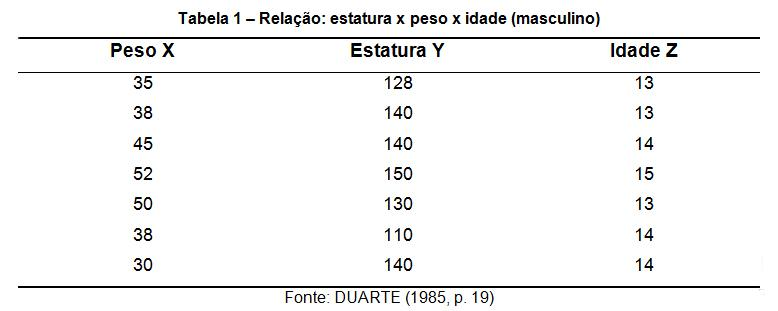 Tabela 1 – Relação: estatura x peso x idade (masculino)
Peso X Estatura Y Idade Z
35 128 13
38 140 13
45 140 14
52 150 15
50 130 13
38 110 14
30 140 14
Fonte: DUARTE (1985, p. 19)